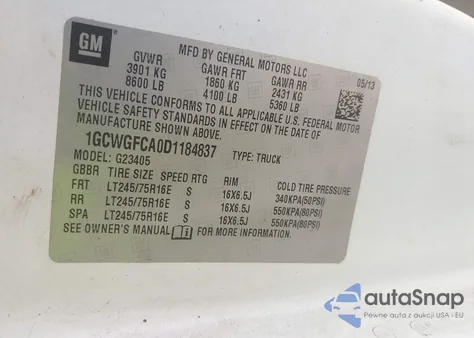 GM
MFD BY GENERAL MOTORS LLC
05/13
GVWR GAWR FRT GAWR RR
3901 KG 1860 KG 2431 KG
8600 LB 4100 LB 5360 LB
THIS VEHICLE CONFORMS TO ALL APPLICABLE U.S. FEDERAL MOTOR
VEHICLE SAFETY STANDARDS IN EFFECT ON THE DATE OF
MANUFACTURE SHOWN ABOVE.
1GCWGFCA0D1184837 TYPE: TRUCK
MODEL: G23405
GBBR TIRE SIZE SPEED RTG RIM COLD TIRE PRESSURE
FRT LT245/75R16E S 16X6.5J 340KPA(50PSI)
RR LT245/75R16E S 16X6.5J 550KPA(80PSI)
SPA LT245/75R16E S 16X6.5J 550KPA(80PSI)
SEE OWNER'S MANUAL FOR MORE INFORMATION.
autoSnap
Pewne auta z aukcji USA i EU